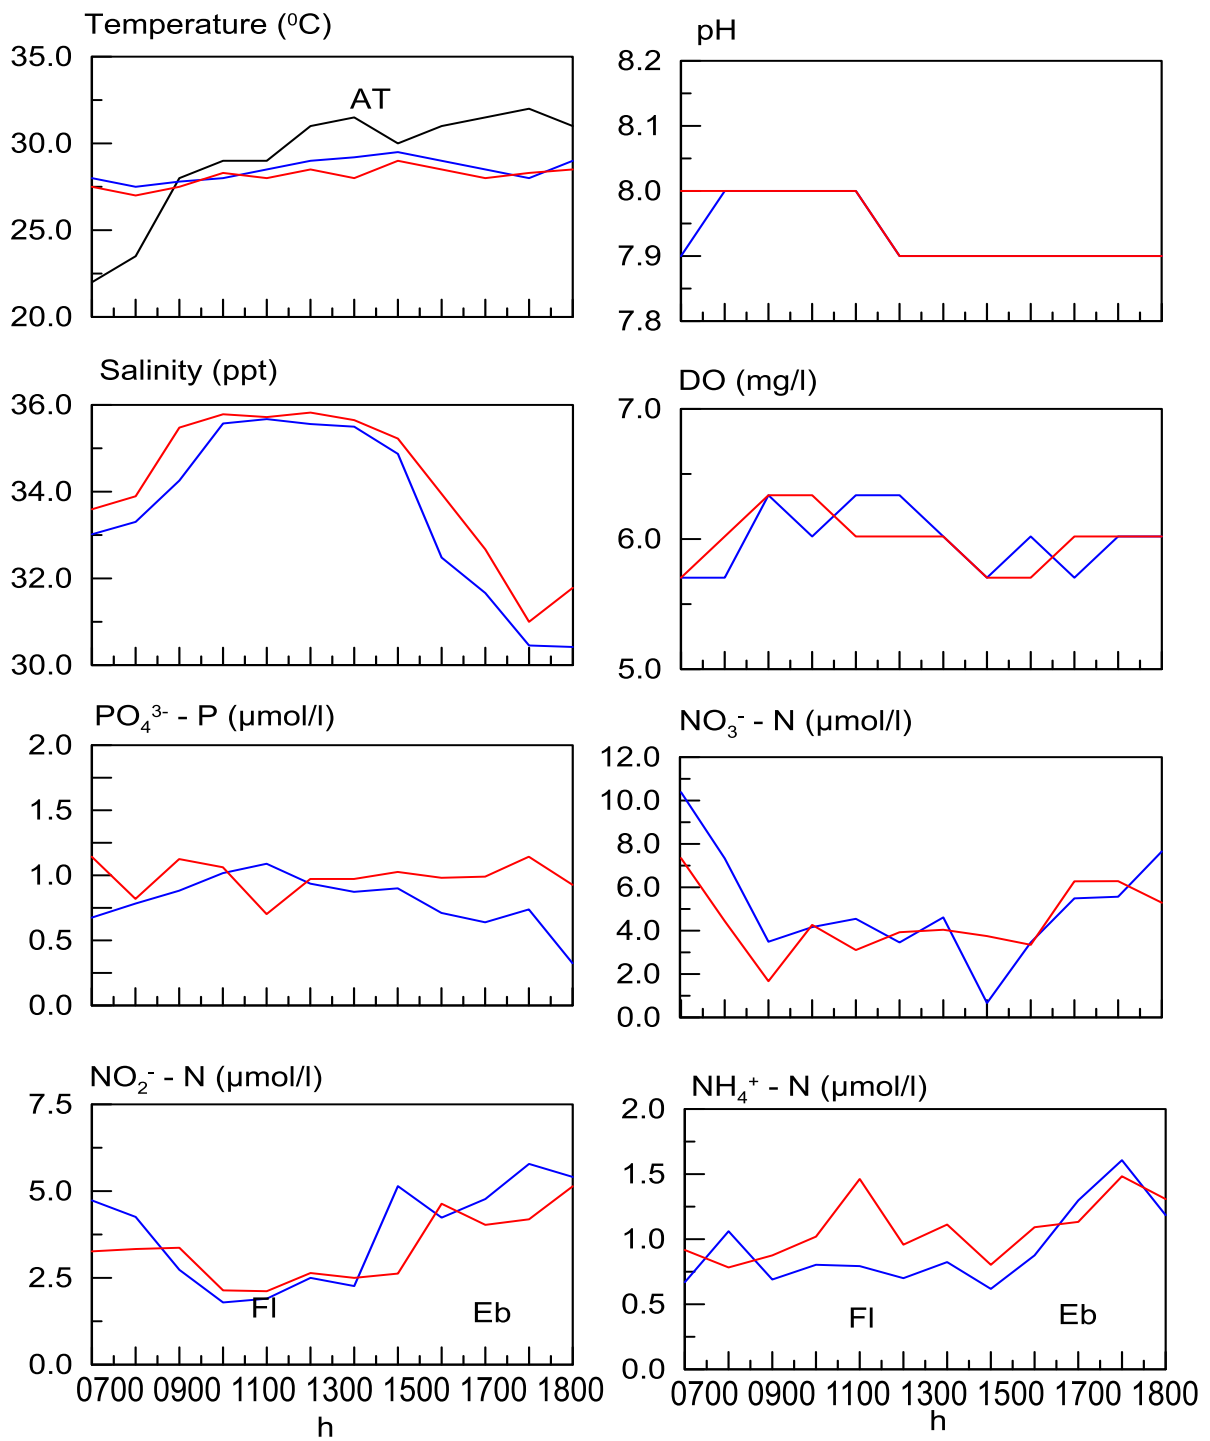 Temperature (⁰C)
35.0
30.0
25.0
20.0
AT
pH
8.2
8.1
8.0
7.9
7.8
Salinity (ppt)
36.0
34.0
32.0
30.0
DO (mg/l)
7.0
6.0
5.0
PO₄³⁻ - P (µmol/l)
2.0
1.5
1.0
0.5
0.0
NO₃⁻ - N (µmol/l)
12.0
10.0
8.0
6.0
4.0
2.0
0.0
NO₂⁻ - N (µmol/l)
7.5
5.0
2.5
0.0
Fl
Eb
0700 0900 1100 1300 1500 1700 1800
h
NH₄⁺ - N (µmol/l)
2.0
1.5
1.0
0.5
0.0
Fl
Eb
0700 0900 1100 1300 1500 1700 1800
h